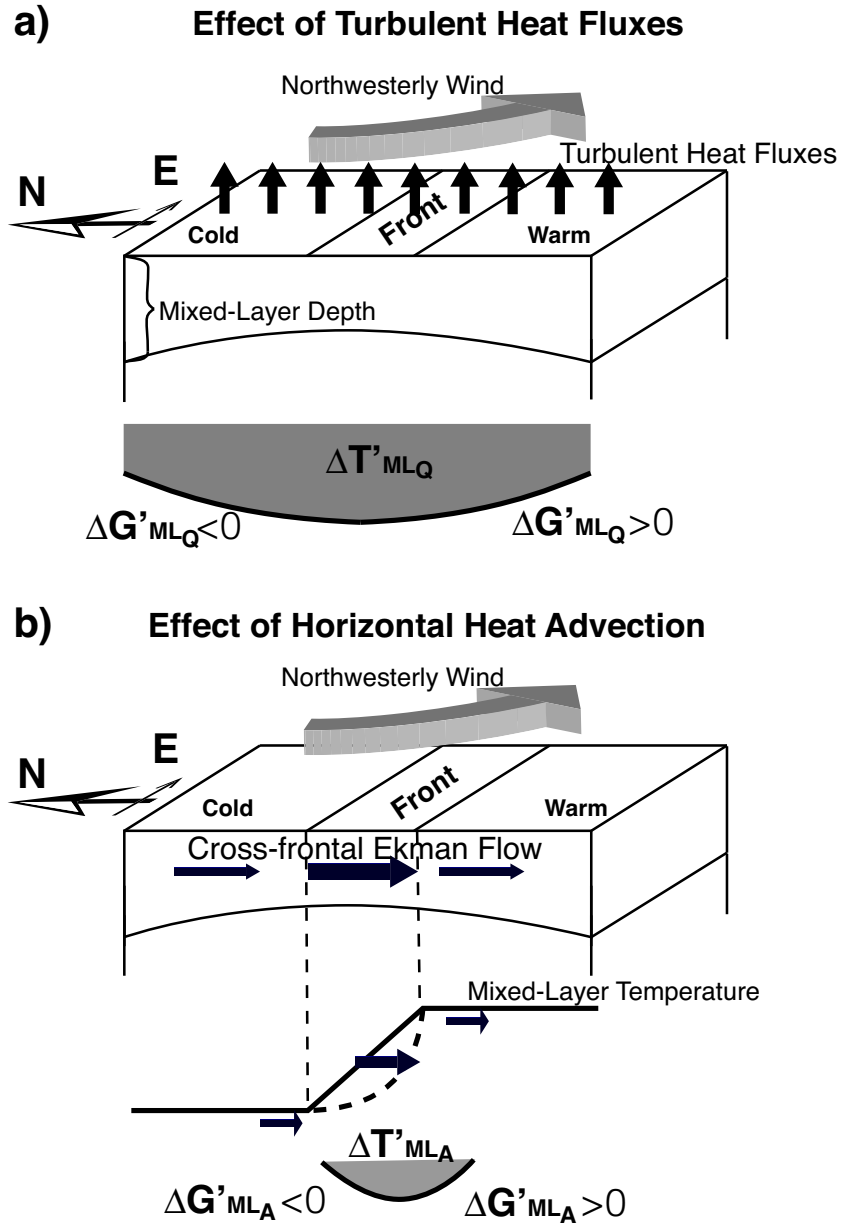 a)
Effect of Turbulent Heat Fluxes
Northwesterly Wind
Turbulent Heat Fluxes
N
E
Cold
Front
Warm
Mixed-Layer Depth
ΔT’MLQ
ΔG’MLQ<0
ΔG’MLQ>0
b)
Effect of Horizontal Heat Advection
Northwesterly Wind
N
E
Cold
Front
Warm
Cross-frontal Ekman Flow
Mixed-Layer Temperature
ΔT’MLA
ΔG’MLA<0
ΔG’MLA>0